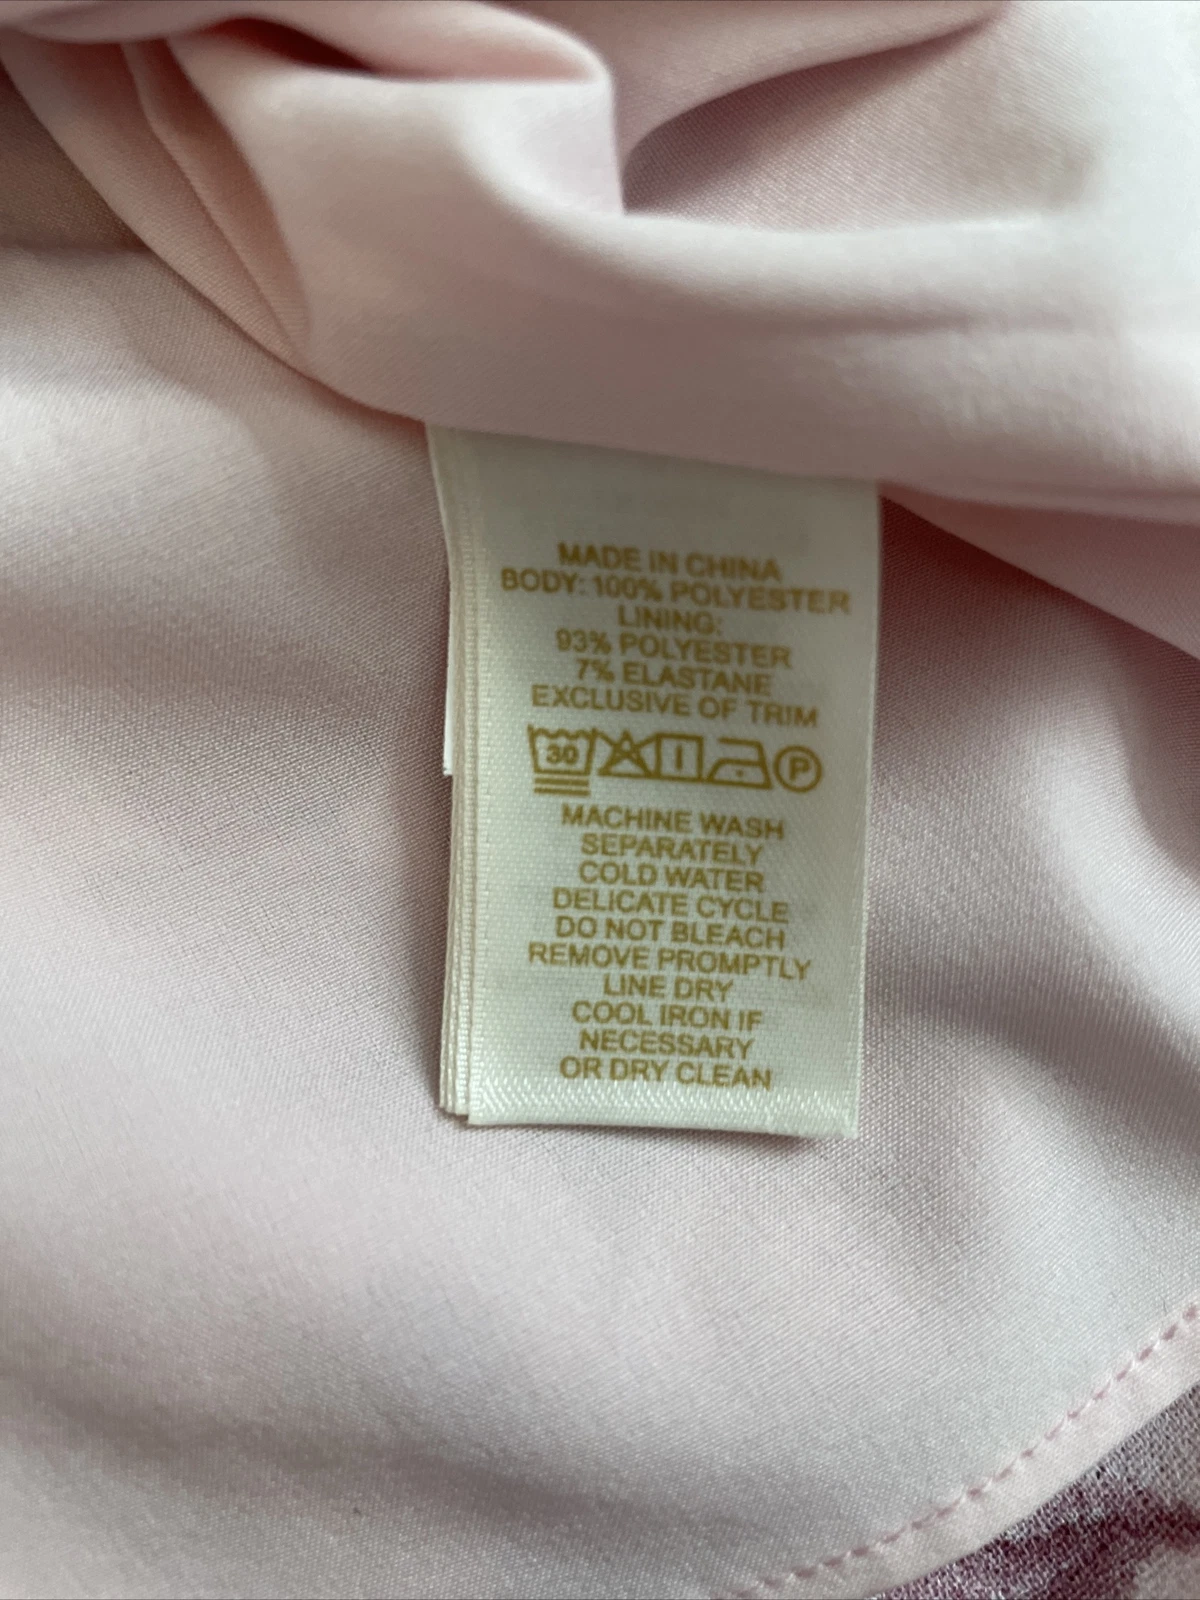 MADE IN CHINA
BODY: 100% POLYESTER
LINING:
93% POLYESTER
7% ELASTANE
EXCLUSIVE OF TRIM
30 P
MACHINE WASH
SEPARATELY
COLD WATER
DELICATE CYCLE
DO NOT BLEACH
REMOVE PROMPTLY
LINE DRY
COOL IRON IF
NECESSARY
OR DRY CLEAN